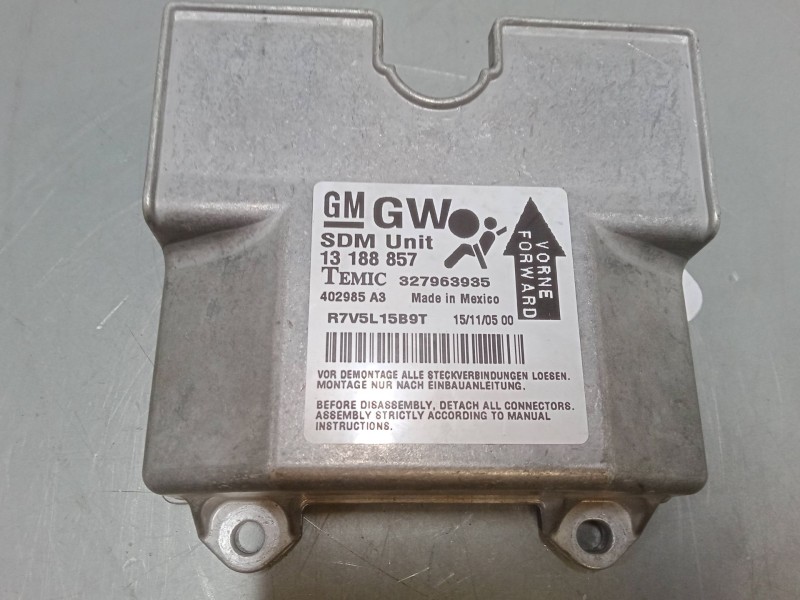 GM GW
SDM Unit
13 188 857
TEMIC 327963935
402985 A3 Made in Mexico
R7V5L15B9T 15/11/05 00
VORNE
FORWARD
VOR DEMONTAGE ALLE STECKVERBINDUNGEN LOESEN.
MONTAGE NUR NACH EINBAUANLEITUNG.
BEFORE DISASSEMBLY, DETACH ALL CONNECTORS.
ASSEMBLY STRICTLY ACCORDING TO MANUAL
INSTRUCTIONS.